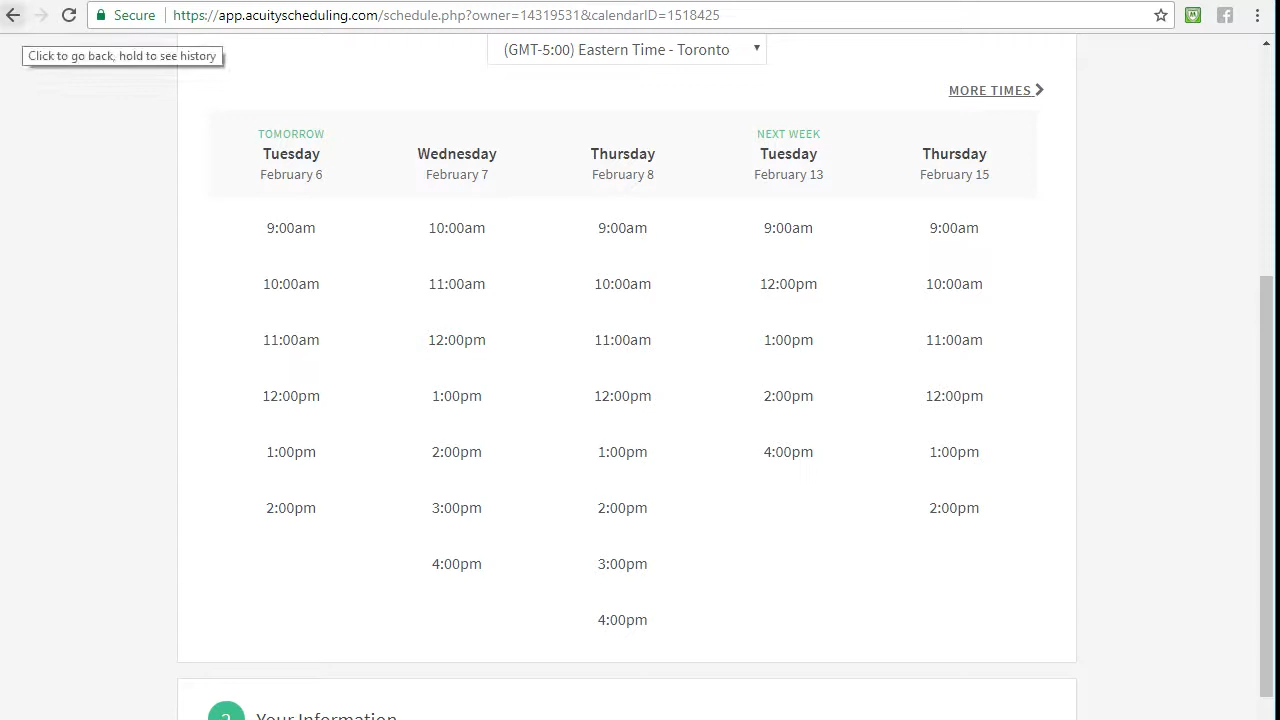 Secure https://app.acuityscheduling.com/schedule.php?owner=14319531&calendarID=1518425
Click to go back, hold to see history
(GMT-5:00) Eastern Time - Toronto
MORE TIMES
TOMORROW NEXT WEEK
Tuesday Wednesday Thursday Tuesday Thursday
February 6 February 7 February 8 February 13 February 15
9:00am 10:00am 9:00am 9:00am 9:00am
10:00am 11:00am 10:00am 12:00pm 10:00am
11:00am 12:00pm 11:00am 1:00pm 11:00am
12:00pm 1:00pm 12:00pm 2:00pm 12:00pm
1:00pm 2:00pm 1:00pm 4:00pm 1:00pm
2:00pm 3:00pm 2:00pm 2:00pm
4:00pm 3:00pm
4:00pm
2 Your Information